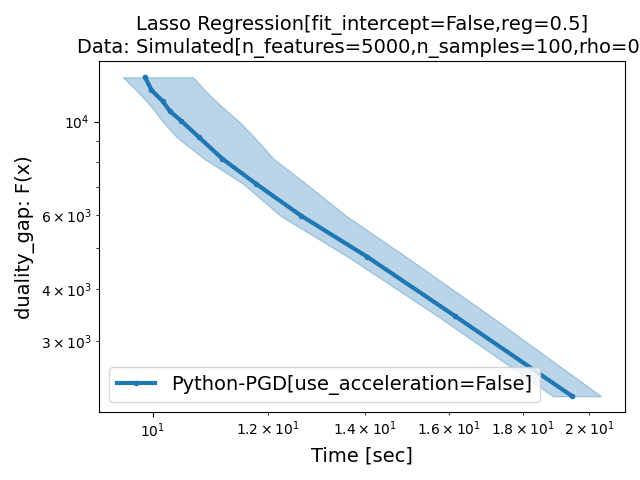 Lasso Regression[fit_intercept=False,reg=0.5]
Data: Simulated[n_features=5000,n_samples=100,rho=0
duality_gap: F(x)
10⁴
6 × 10³
4 × 10³
3 × 10³
Python-PGD[use_acceleration=False]
10¹
1.2 × 10¹
1.4 × 10¹
1.6 × 10¹
1.8 × 10¹
2 × 10¹
Time [sec]